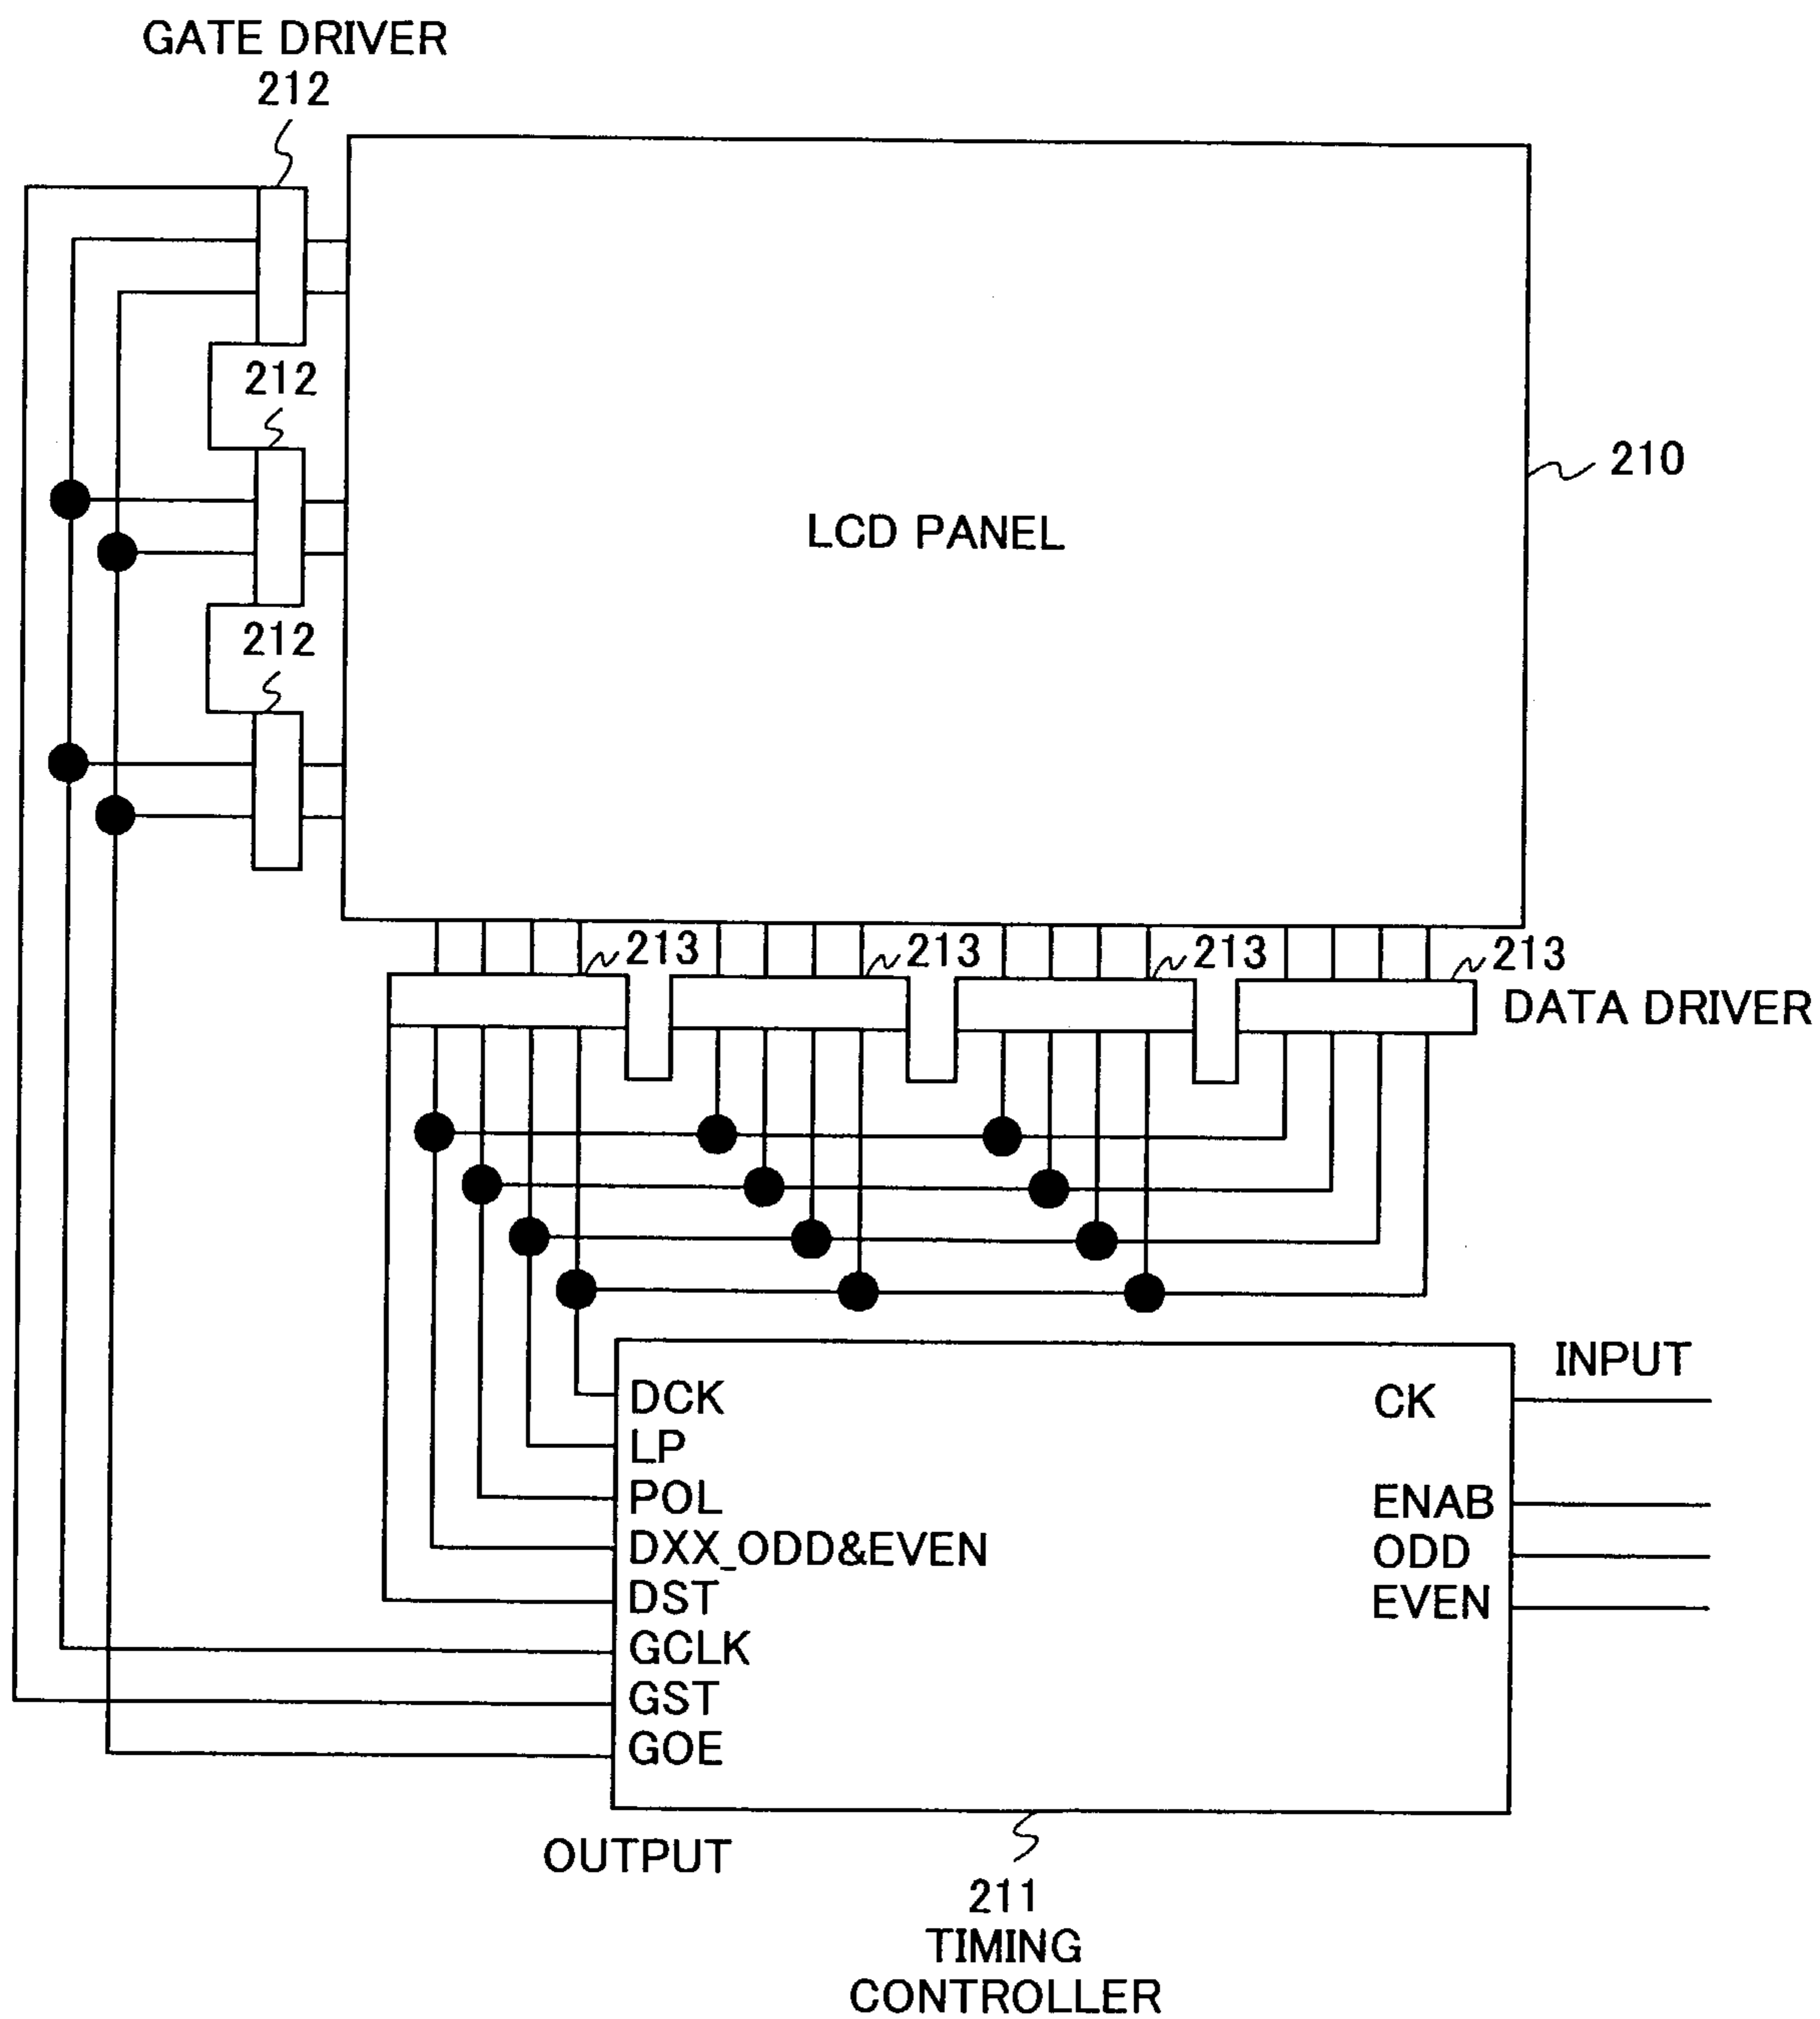 GATE DRIVER
212
212
212
LCD PANEL
210
213
213
213
213
DATA DRIVER
INPUT
DCK
LP
POL
DXX_ODD&EVEN
DST
GCLK
GST
GOE
CK
ENAB
ODD
EVEN
OUTPUT
211
TIMING
CONTROLLER